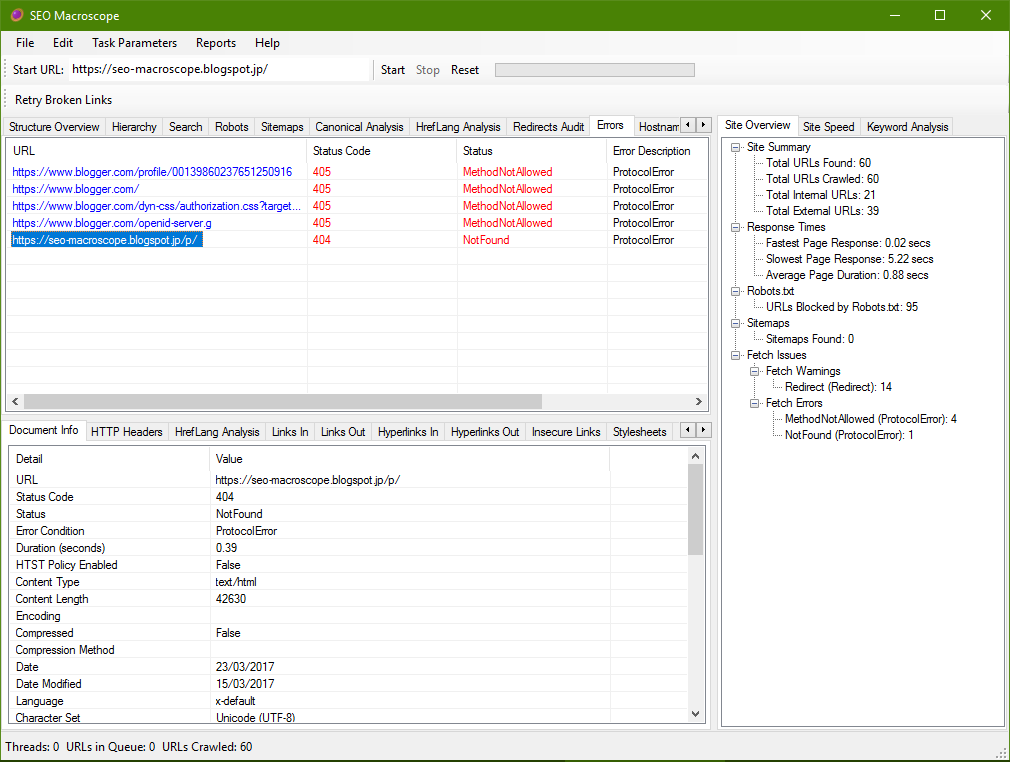 SEO Macroscope
File Edit Task Parameters Reports Help
Start URL: https://seo-macroscope.blogspot.jp/ Start Stop Reset
Retry Broken Links
Structure Overview Hierarchy Search Robots Sitemaps Canonical Analysis HrefLang Analysis Redirects Audit Errors Hostnam
URL Status Code Status Error Description
https://www.blogger.com/profile/00139860237651250916 405 MethodNotAllowed ProtocolError
https://www.blogger.com/ 405 MethodNotAllowed ProtocolError
https://www.blogger.com/dyn-css/authorization.css?target... 405 MethodNotAllowed ProtocolError
https://www.blogger.com/openid-server.g 405 MethodNotAllowed ProtocolError
https://seo-macroscope.blogspot.jp/p/ 404 NotFound ProtocolError
Site Overview Site Speed Keyword Analysis
Site Summary
Total URLs Found: 60
Total URLs Crawled: 60
Total Internal URLs: 21
Total External URLs: 39
Response Times
Fastest Page Response: 0.02 secs
Slowest Page Response: 5.22 secs
Average Page Duration: 0.88 secs
Robots.txt
URLs Blocked by Robots.txt: 95
Sitemaps
Sitemaps Found: 0
Fetch Issues
Fetch Warnings
Redirect (Redirect): 14
Fetch Errors
MethodNotAllowed (ProtocolError): 4
NotFound (ProtocolError): 1
Document Info HTTP Headers HrefLang Analysis Links In Links Out Hyperlinks In Hyperlinks Out Insecure Links Stylesheets
Detail Value
URL https://seo-macroscope.blogspot.jp/p/
Status Code 404
Status NotFound
Error Condition ProtocolError
Duration (seconds) 0.39
HTST Policy Enabled False
Content Type text/html
Content Length 42630
Encoding
Compressed False
Compression Method
Date 23/03/2017
Date Modified 15/03/2017
Language x-default
Character Set Unicode (UTF-8)
Threads: 0 URLs in Queue: 0 URLs Crawled: 60